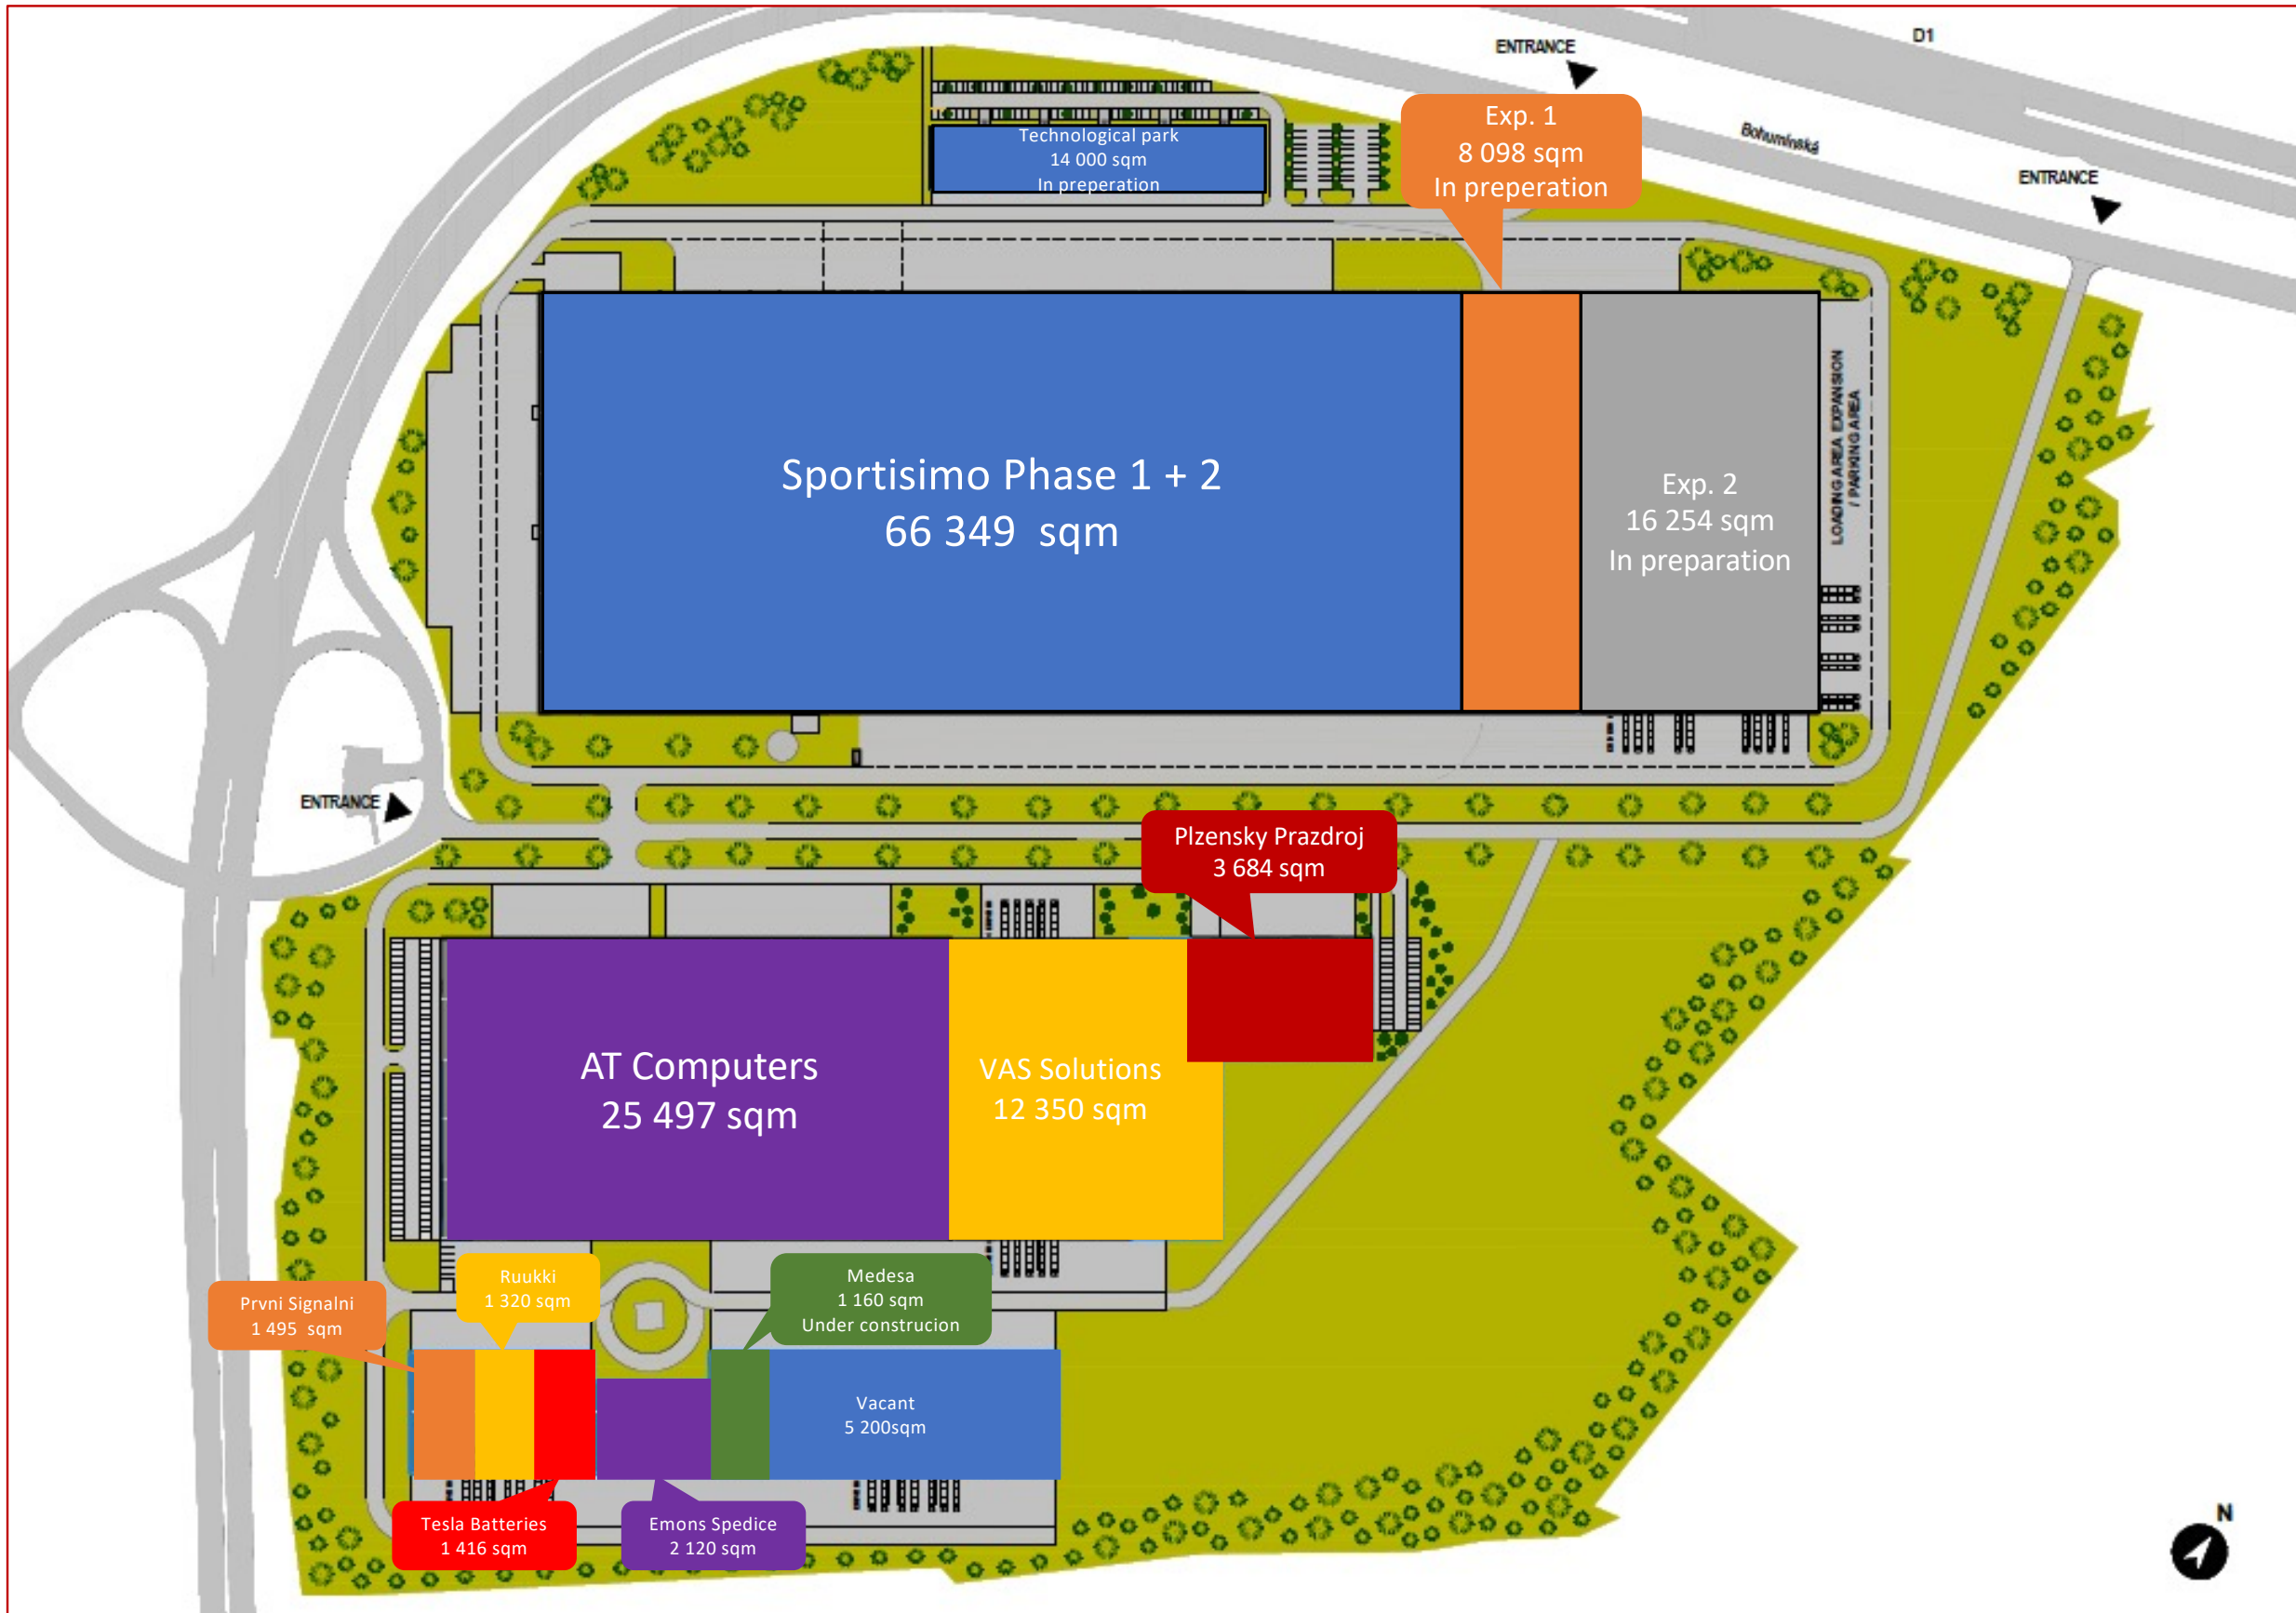 D1
ENTRANCE
Exp. 1
8 098 sqm
In preperation
Bohumínská
ENTRANCE
Technological park
14 000 sqm
In preperation
Sportisimo Phase 1 + 2
66 349 sqm
Exp. 2
16 254 sqm
In preparation
LOADING AREA EXPANSION
/ PARKING AREA
ENTRANCE
Plzensky Prazdroj
3 684 sqm
AT Computers
25 497 sqm
VAS Solutions
12 350 sqm
Prvni Signalni
1 495 sqm
Ruukki
1 320 sqm
Medesa
1 160 sqm
Under construcion
Vacant
5 200sqm
Tesla Batteries
1 416 sqm
Emons Spedice
2 120 sqm
N